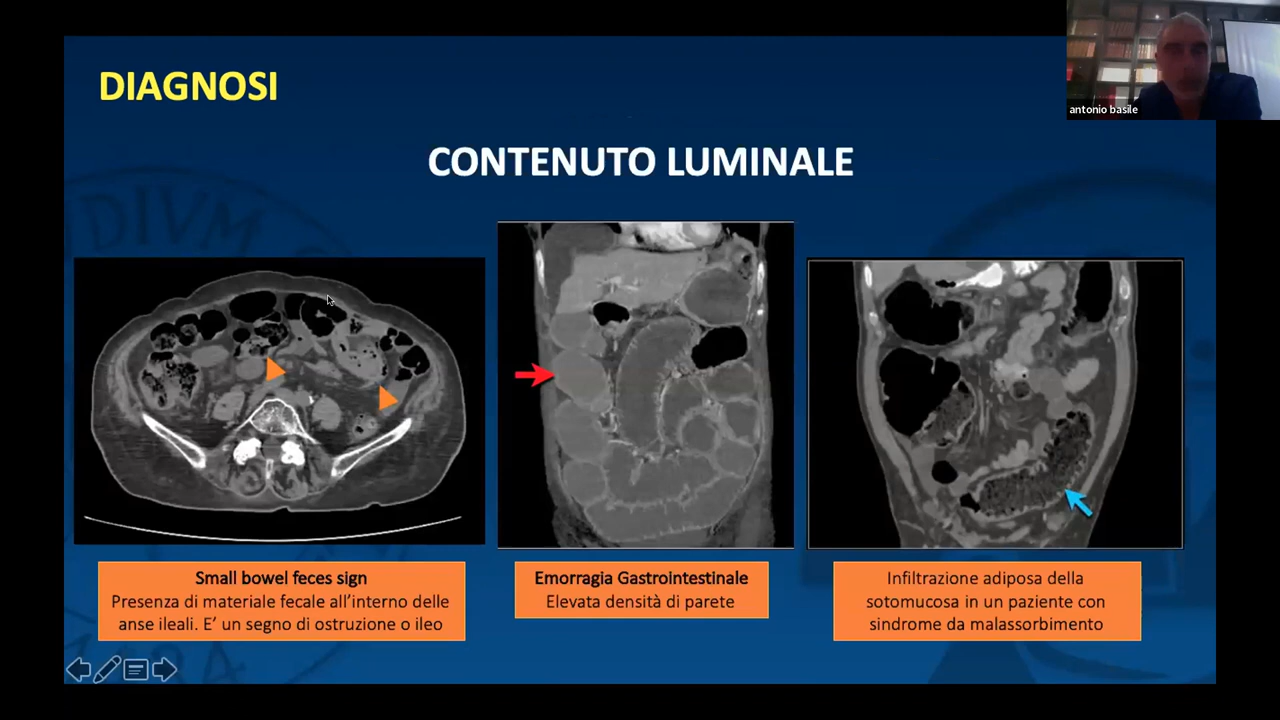 antonio basile
DIAGNOSI
CONTENUTO LUMINALE
Small bowel feces sign
Presenza di materiale fecale all’interno delle
anse ileali. E’ un segno di ostruzione o ileo
Emorragia Gastrointestinale
Elevata densità di parete
Infiltrazione adiposa della
sotomucosa in un paziente con
sindrome da malassorbimento